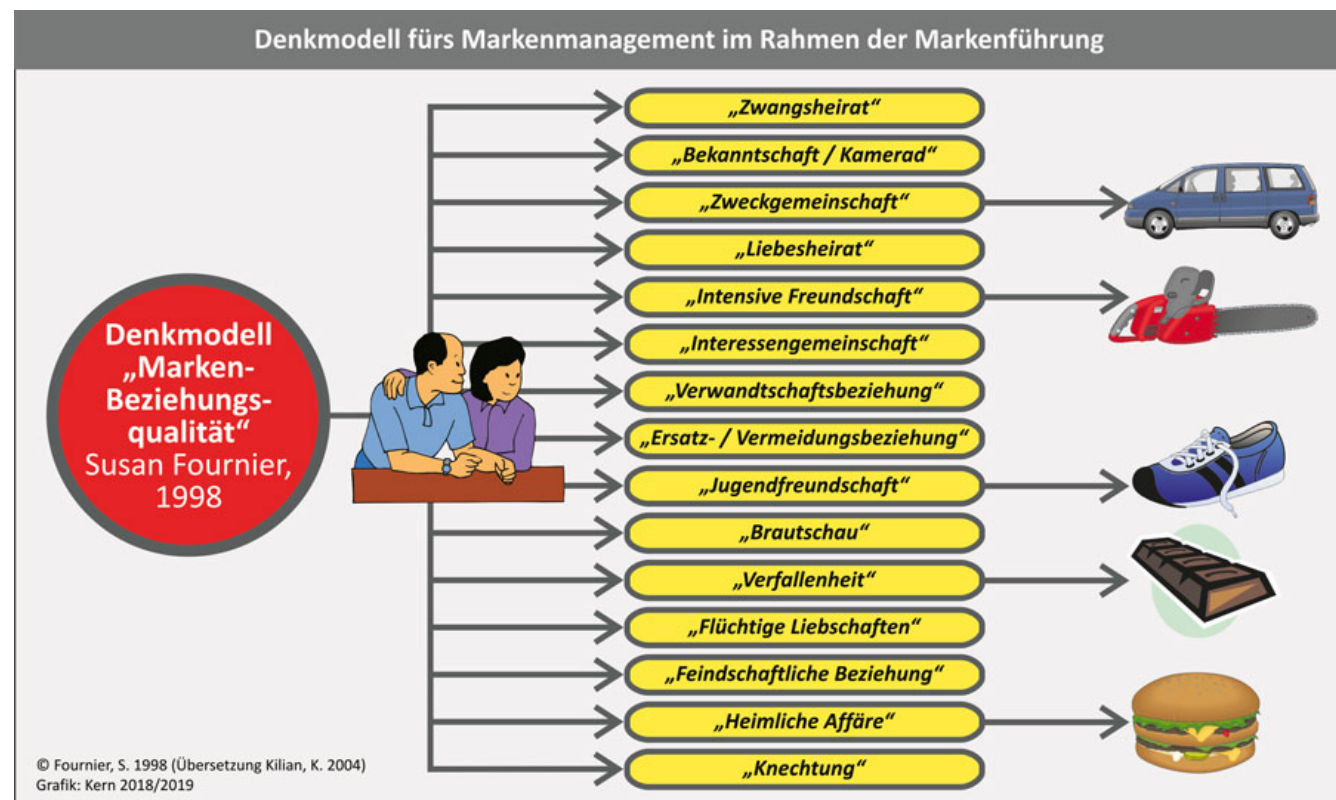 Denkmodell fürs Markenmanagement im Rahmen der Markenführung
Denkmodell
„Marken-
Beziehungs-
qualität“
Susan Fournier,
1998
„Zwangsheirat“
„Bekanntschaft / Kamerad“
„Zweckgemeinschaft“
„Liebesheirat“
„Intensive Freundschaft“
„Interessengemeinschaft“
„Verwandtschaftsbeziehung“
„Ersatz- / Vermeidungsbeziehung“
„Jugendfreundschaft“
„Brautschau“
„Verfallenheit“
„Flüchtige Liebschaften“
„Feindschaftliche Beziehung“
„Heimliche Affäre“
„Knechtung“
© Fournier, S. 1998 (Übersetzung Kilian, K. 2004)
Grafik: Kern 2018/2019